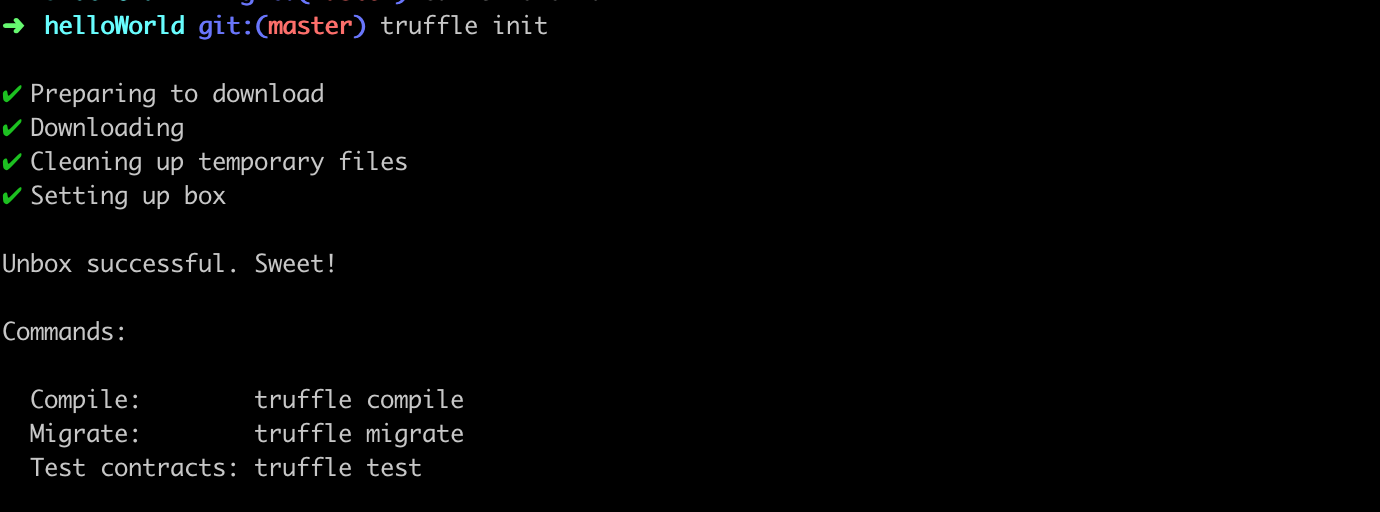 ➜ helloWorld git:(master) truffle init
✔ Preparing to download
✔ Downloading
✔ Cleaning up temporary files
✔ Setting up box
Unbox successful. Sweet!
Commands:
Compile: truffle compile
Migrate: truffle migrate
Test contracts: truffle test